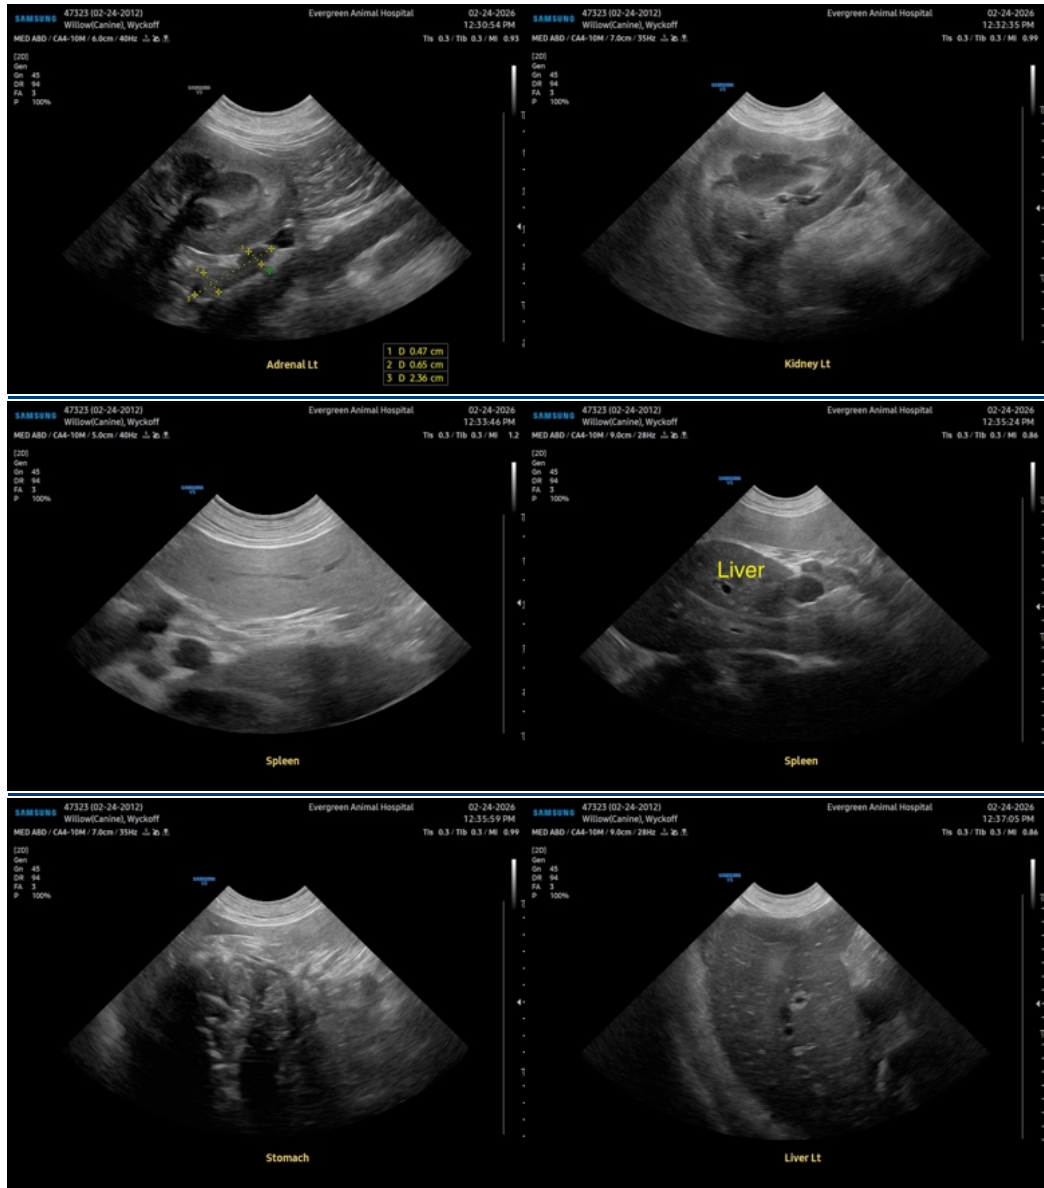 SAMSUNG 47323 (02-24-2012) Evergreen Animal Hospital 02-24-2026
Willow(Canine), Wyckoff 12:30:54 PM
MED ABD / CA4-10M / 6.0cm / 40Hz TIs 0.3 / TIb 0.3 / MI 0.93
[2D]
Gen
Gn 45
DR 94
FA 3
P 100%
SAMSUNG
V5
1 D 0.47 cm
2 D 0.65 cm
3 D 2.36 cm
Adrenal Lt
SAMSUNG 47323 (02-24-2012) Evergreen Animal Hospital 02-24-2026
Willow(Canine), Wyckoff 12:32:35 PM
MED ABD / CA4-10M / 7.0cm / 35Hz TIs 0.3 / TIb 0.3 / MI 0.99
[2D]
Gen
Gn 45
DR 94
FA 3
P 100%
SAMSUNG
V5
Kidney Lt
SAMSUNG 47323 (02-24-2012) Evergreen Animal Hospital 02-24-2026
Willow(Canine), Wyckoff 12:33:46 PM
MED ABD / CA4-10M / 5.0cm / 40Hz TIs 0.3 / TIb 0.3 / MI 1.2
[2D]
Gen
Gn 45
DR 94
FA 3
P 100%
SAMSUNG
V5
Spleen
SAMSUNG 47323 (02-24-2012) Evergreen Animal Hospital 02-24-2026
Willow(Canine), Wyckoff 12:35:24 PM
MED ABD / CA4-10M / 9.0cm / 28Hz TIs 0.3 / TIb 0.3 / MI 0.86
[2D]
Gen
Gn 45
DR 94
FA 3
P 100%
SAMSUNG
V5
Liver
Spleen
SAMSUNG 47323 (02-24-2012) Evergreen Animal Hospital 02-24-2026
Willow(Canine), Wyckoff 12:35:59 PM
MED ABD / CA4-10M / 7.0cm / 35Hz TIs 0.3 / TIb 0.3 / MI 0.99
[2D]
Gen
Gn 45
DR 94
FA 3
P 100%
SAMSUNG
V5
Stomach
SAMSUNG 47323 (02-24-2012) Evergreen Animal Hospital 02-24-2026
Willow(Canine), Wyckoff 12:37:05 PM
MED ABD / CA4-10M / 9.0cm / 28Hz TIs 0.3 / TIb 0.3 / MI 0.86
[2D]
Gen
Gn 45
DR 94
FA 3
P 100%
SAMSUNG
V5
Liver Lt